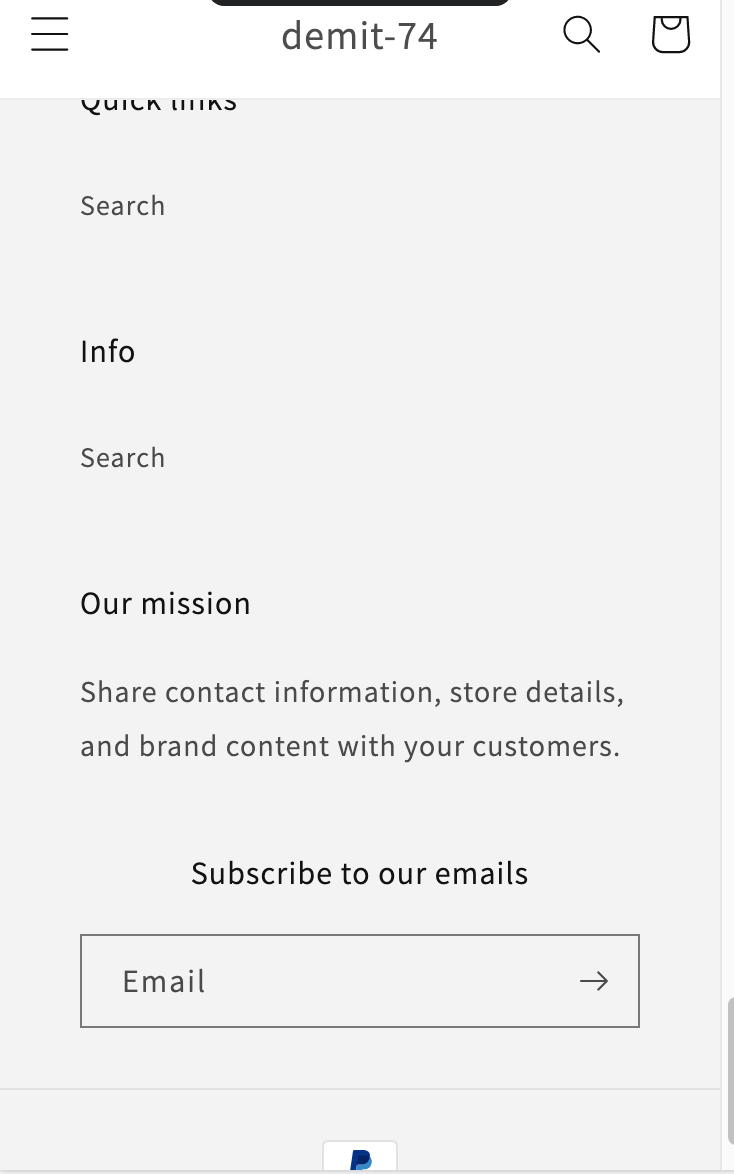 demit-74
Quick links
Search
Info
Search
Our mission
Share contact information, store details,
and brand content with your customers.
Subscribe to our emails
Email